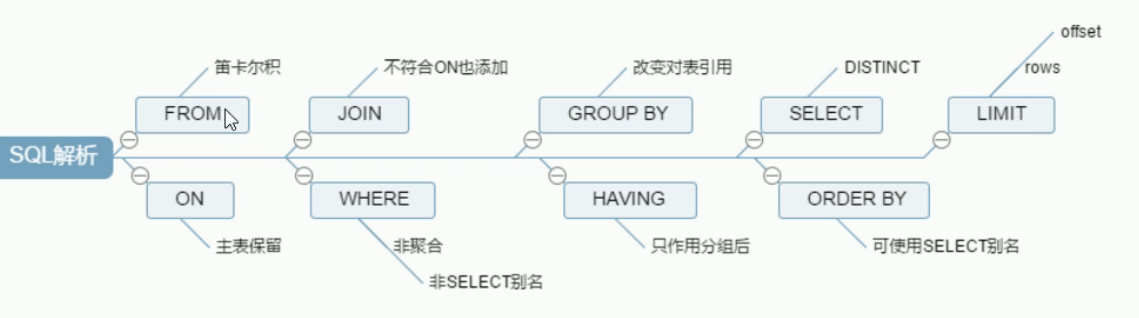 SQL解析
FROM
笛卡尔积
ON
主表保留
JOIN
不符合ON也添加
WHERE
非聚合
非SELECT别名
GROUP BY
改变对表引用
HAVING
只作用分组后
SELECT
DISTINCT
ORDER BY
可使用SELECT别名
LIMIT
offset
rows